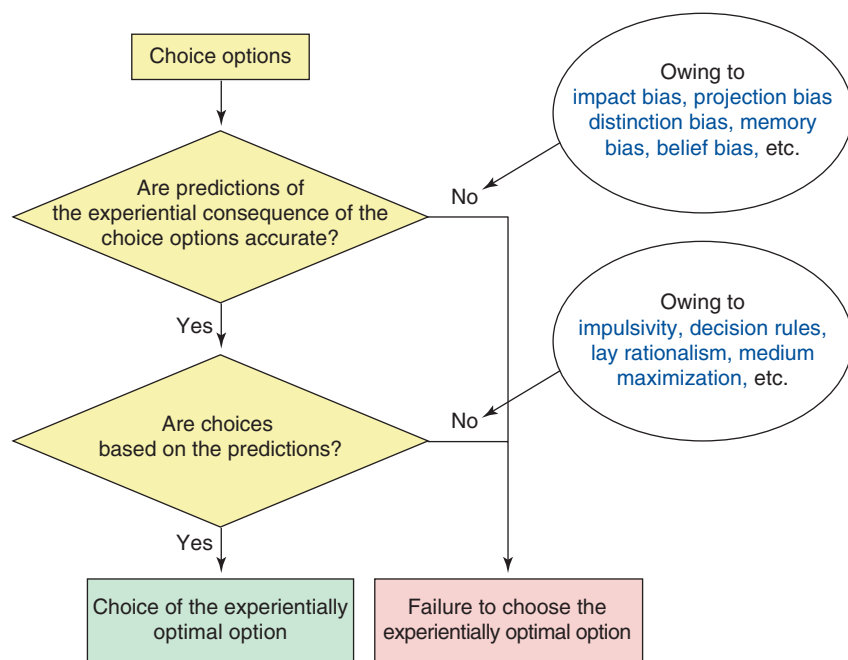 Choice options
Owing to
impact bias, projection bias
distinction bias, memory
bias, belief bias, etc.
Are predictions of
the experiential consequence of the
choice options accurate?
No
Yes
Owing to
impulsivity, decision rules,
lay rationalism, medium
maximization, etc.
Are choices
based on the predictions?
No
Yes
Choice of the experientially
optimal option
Failure to choose the
experientially optimal option